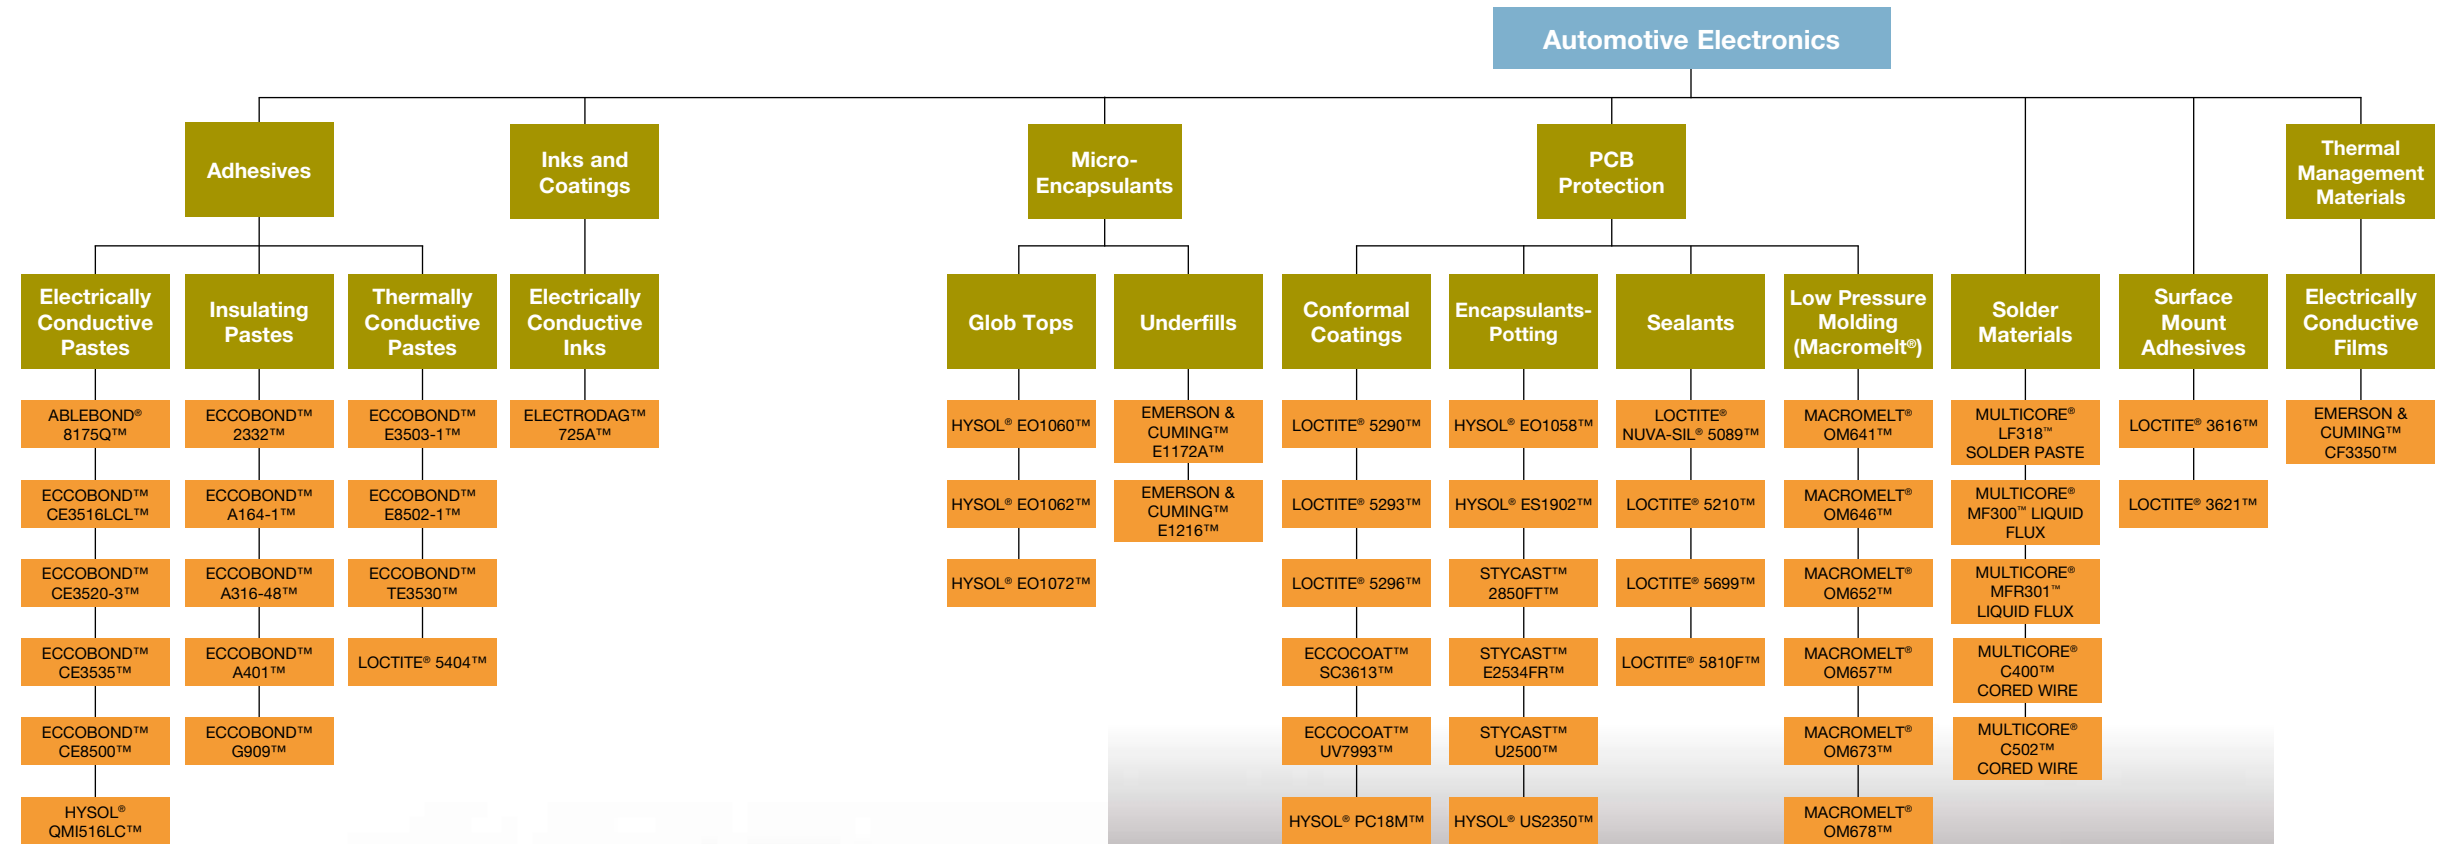 Automotive Electronics
Adhesives
Inks and
Coatings
Micro-
Encapsulants
PCB
Protection
Thermal
Management
Materials
Electrically
Conductive
Pastes
Insulating
Pastes
Thermally
Conductive
Pastes
Electrically
Conductive
Inks
Glob Tops
Underfills
Conformal
Coatings
Encapsulants-
Potting
Sealants
Low Pressure
Molding
(Macromelt®)
Solder
Materials
Surface
Mount
Adhesives
Electrically
Conductive
Films
ABLEBOND®
8175Q™
ECCOBOND™
CE3516LCL™
ECCOBOND™
CE3520-3™
ECCOBOND™
CE3535™
ECCOBOND™
CE8500™
HYSOL®
QMI516LC™
ECCOBOND™
2332™
ECCOBOND™
A164-1™
ECCOBOND™
A316-48™
ECCOBOND™
A401™
ECCOBOND™
G909™
ECCOBOND™
E3503-1™
ECCOBOND™
E8502-1™
ECCOBOND™
TE3530™
LOCTITE® 5404™
ELECTRODAG™
725A™
HYSOL® EO1060™
HYSOL® EO1062™
HYSOL® EO1072™
EMERSON &
CUMING™
E1172A™
EMERSON &
CUMING™
E1216™
LOCTITE® 5290™
LOCTITE® 5293™
LOCTITE® 5296™
ECCOCOAT™
SC3613™
ECCOCOAT™
UV7993™
HYSOL® PC18M™
HYSOL® EO1058™
HYSOL® ES1902™
STYCAST™
2850FT™
STYCAST™
E2534FR™
STYCAST™
U2500™
HYSOL® US2350™
LOCTITE®
NUVA-SIL® 5089™
LOCTITE® 5210™
LOCTITE® 5699™
LOCTITE® 5810F™
MACROMELT®
OM641™
MACROMELT®
OM646™
MACROMELT®
OM652™
MACROMELT®
OM657™
MACROMELT®
OM673™
MACROMELT®
OM678™
MULTICORE®
LF318™
SOLDER PASTE
MULTICORE®
MF300™ LIQUID
FLUX
MULTICORE®
MFR301™
LIQUID FLUX
MULTICORE®
C400™
CORED WIRE
MULTICORE®
C502™
CORED WIRE
LOCTITE® 3616™
LOCTITE® 3621™
EMERSON &
CUMING™
CF3350™